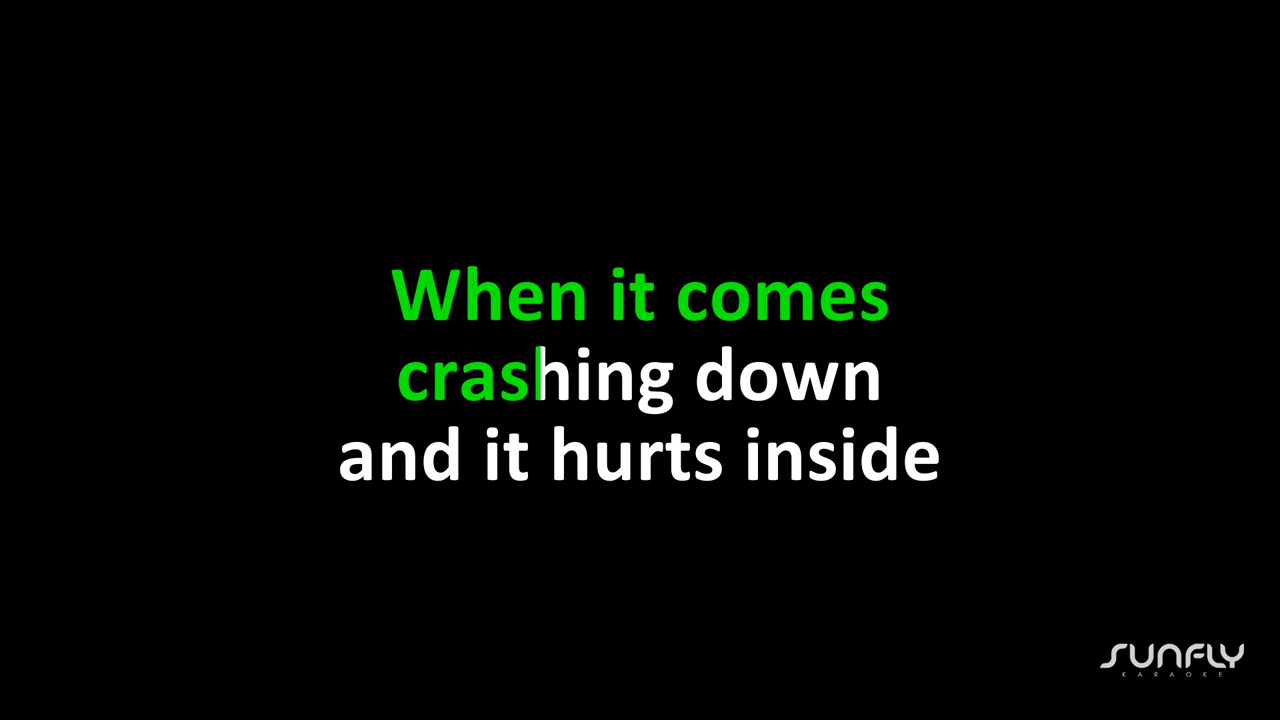 When it comes
crashing down
and it hurts inside
SUNFLY
KARAOKE